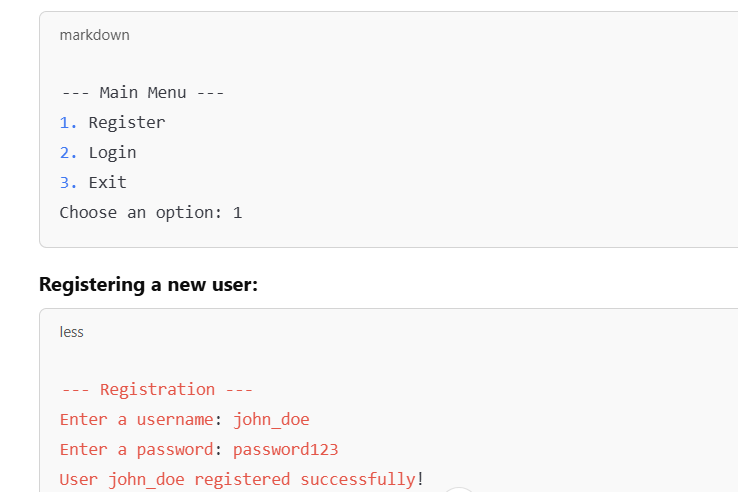 markdown
--- Main Menu ---
1. Register
2. Login
3. Exit
Choose an option: 1
Registering a new user:
less
--- Registration ---
Enter a username: john_doe
Enter a password: password123
User john_doe registered successfully!